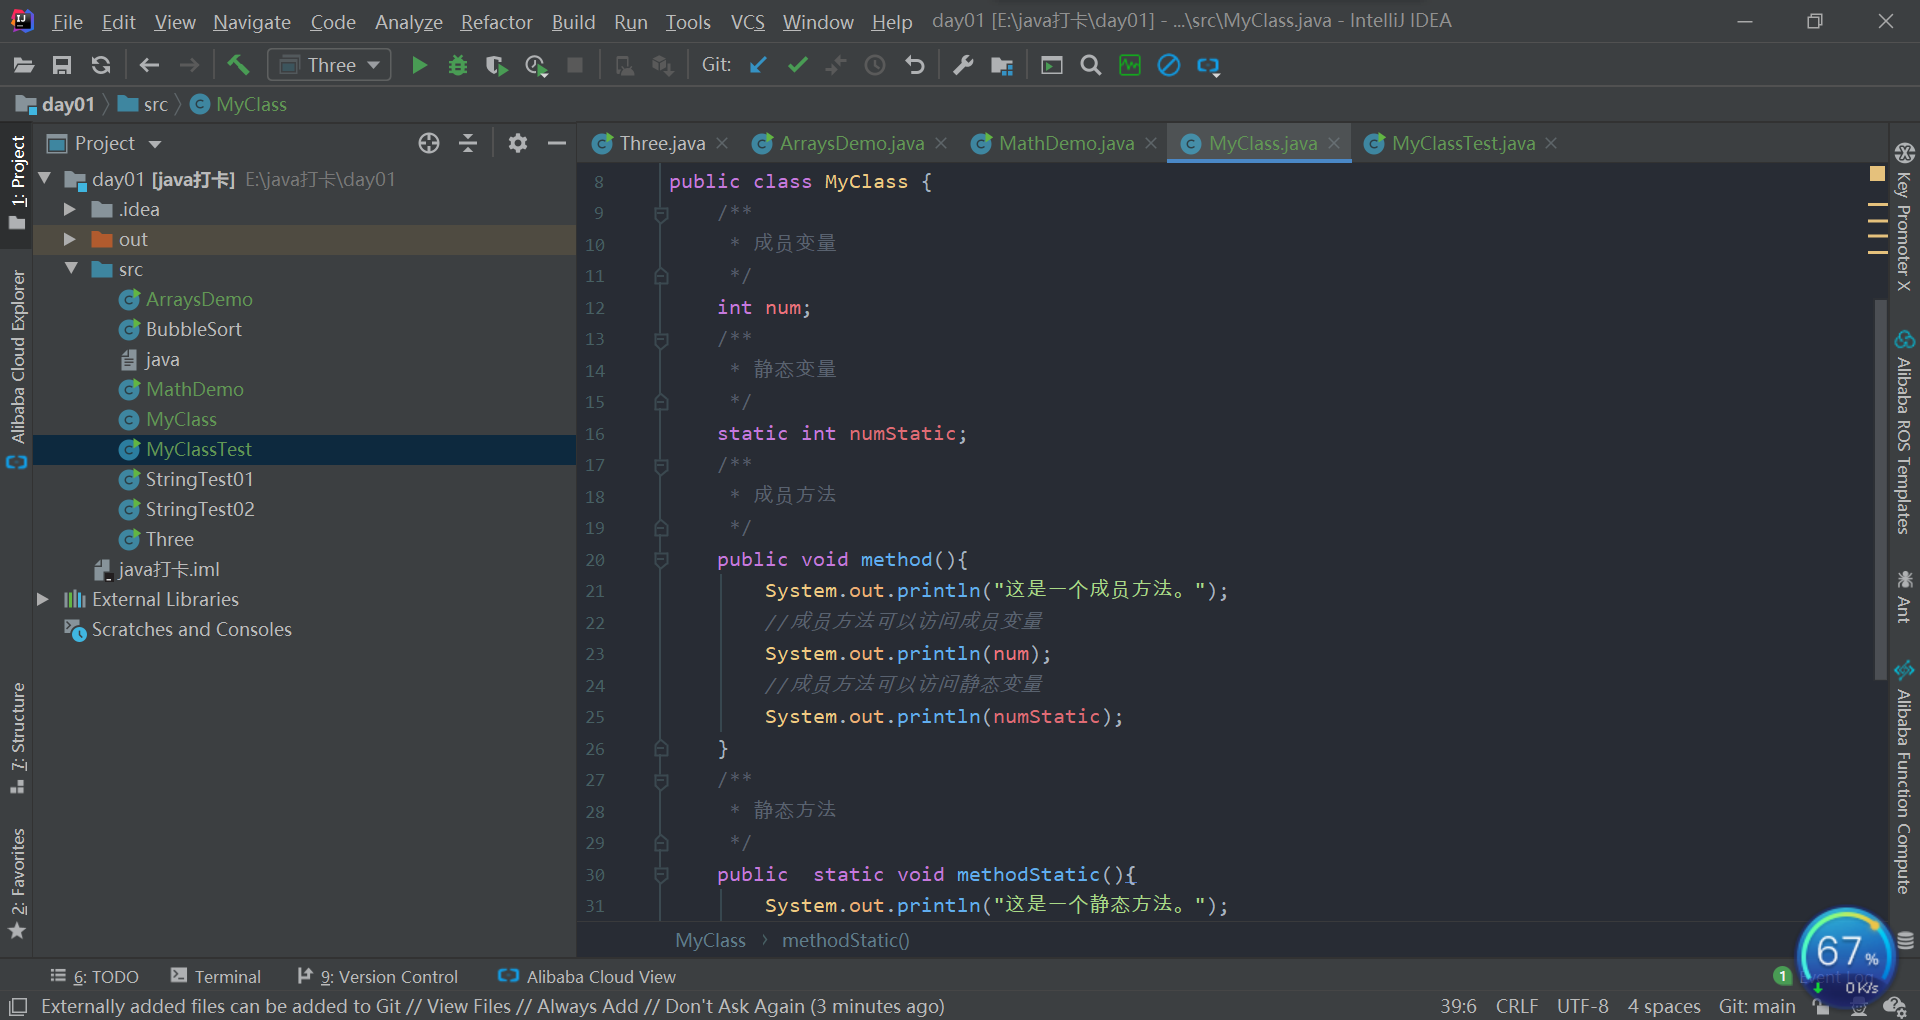 File Edit View Navigate Code Analyze Refactor Build Run Tools VCS Window Help day01 [E:\java打卡\day01] - ...\src\MyClass.java - IntelliJ IDEA
Three Git:
day01 src MyClass
Project
Three.java ArraysDemo.java MathDemo.java MyClass.java MyClassTest.java
1: Project
Alibaba Cloud Explorer
7: Structure
2: Favorites
day01 [java打卡] E:\java打卡\day01
.idea
out
src
ArraysDemo
BubbleSort
java
MathDemo
MyClass
MyClassTest
StringTest01
StringTest02
Three
java打卡.iml
External Libraries
Scratches and Consoles
8 public class MyClass {
9 /**
10 * 成员变量
11 */
12 int num;
13 /**
14 * 静态变量
15 */
16 static int numStatic;
17 /**
18 * 成员方法
19 */
20 public void method(){
21 System.out.println("这是一个成员方法。");
22 //成员方法可以访问成员变量
23 System.out.println(num);
24 //成员方法可以访问静态变量
25 System.out.println(numStatic);
26 }
27 /**
28 * 静态方法
29 */
30 public  static void methodStatic(){
31 System.out.println("这是一个静态方法。");
MyClass methodStatic()
Key Promoter X
Alibaba ROS Templates
Ant
Alibaba Function Compute
67%
0K/s
6: TODO Terminal 9: Version Control Alibaba Cloud View 1 Event Log
Externally added files can be added to Git // View Files // Always Add // Don't Ask Again (3 minutes ago) 39:6 CRLF UTF-8 4 spaces Git: main